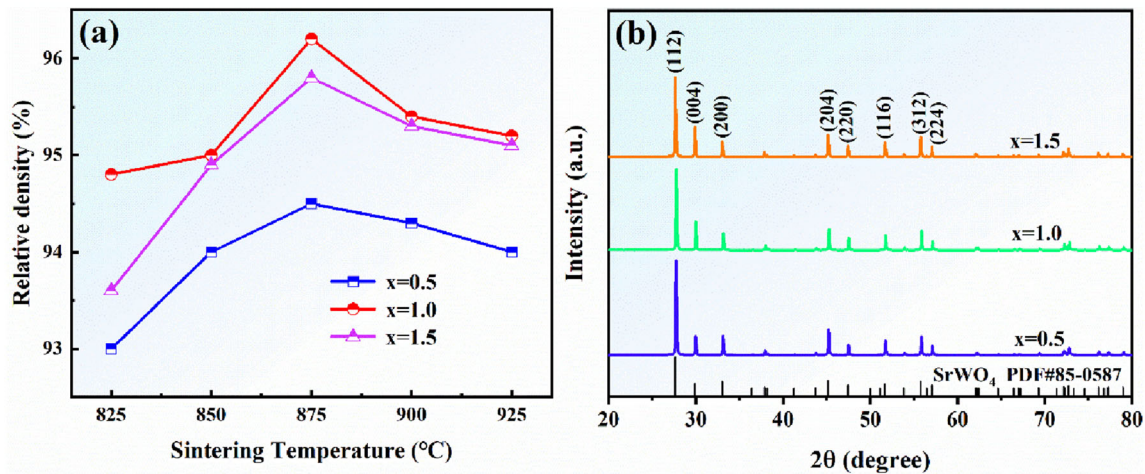 (a)
Relative density (%)
96
95
94
93
x=0.5
x=1.0
x=1.5
825 850 875 900 925
Sintering Temperature (℃)
(b)
Intensity (a.u.)
(112)
(004)
(200)
(204)
(220)
(116)
(312)
(224)
x=1.5
x=1.0
x=0.5
SrWO₄ PDF#85-0587
20 30 40 50 60 70 80
2θ (degree)